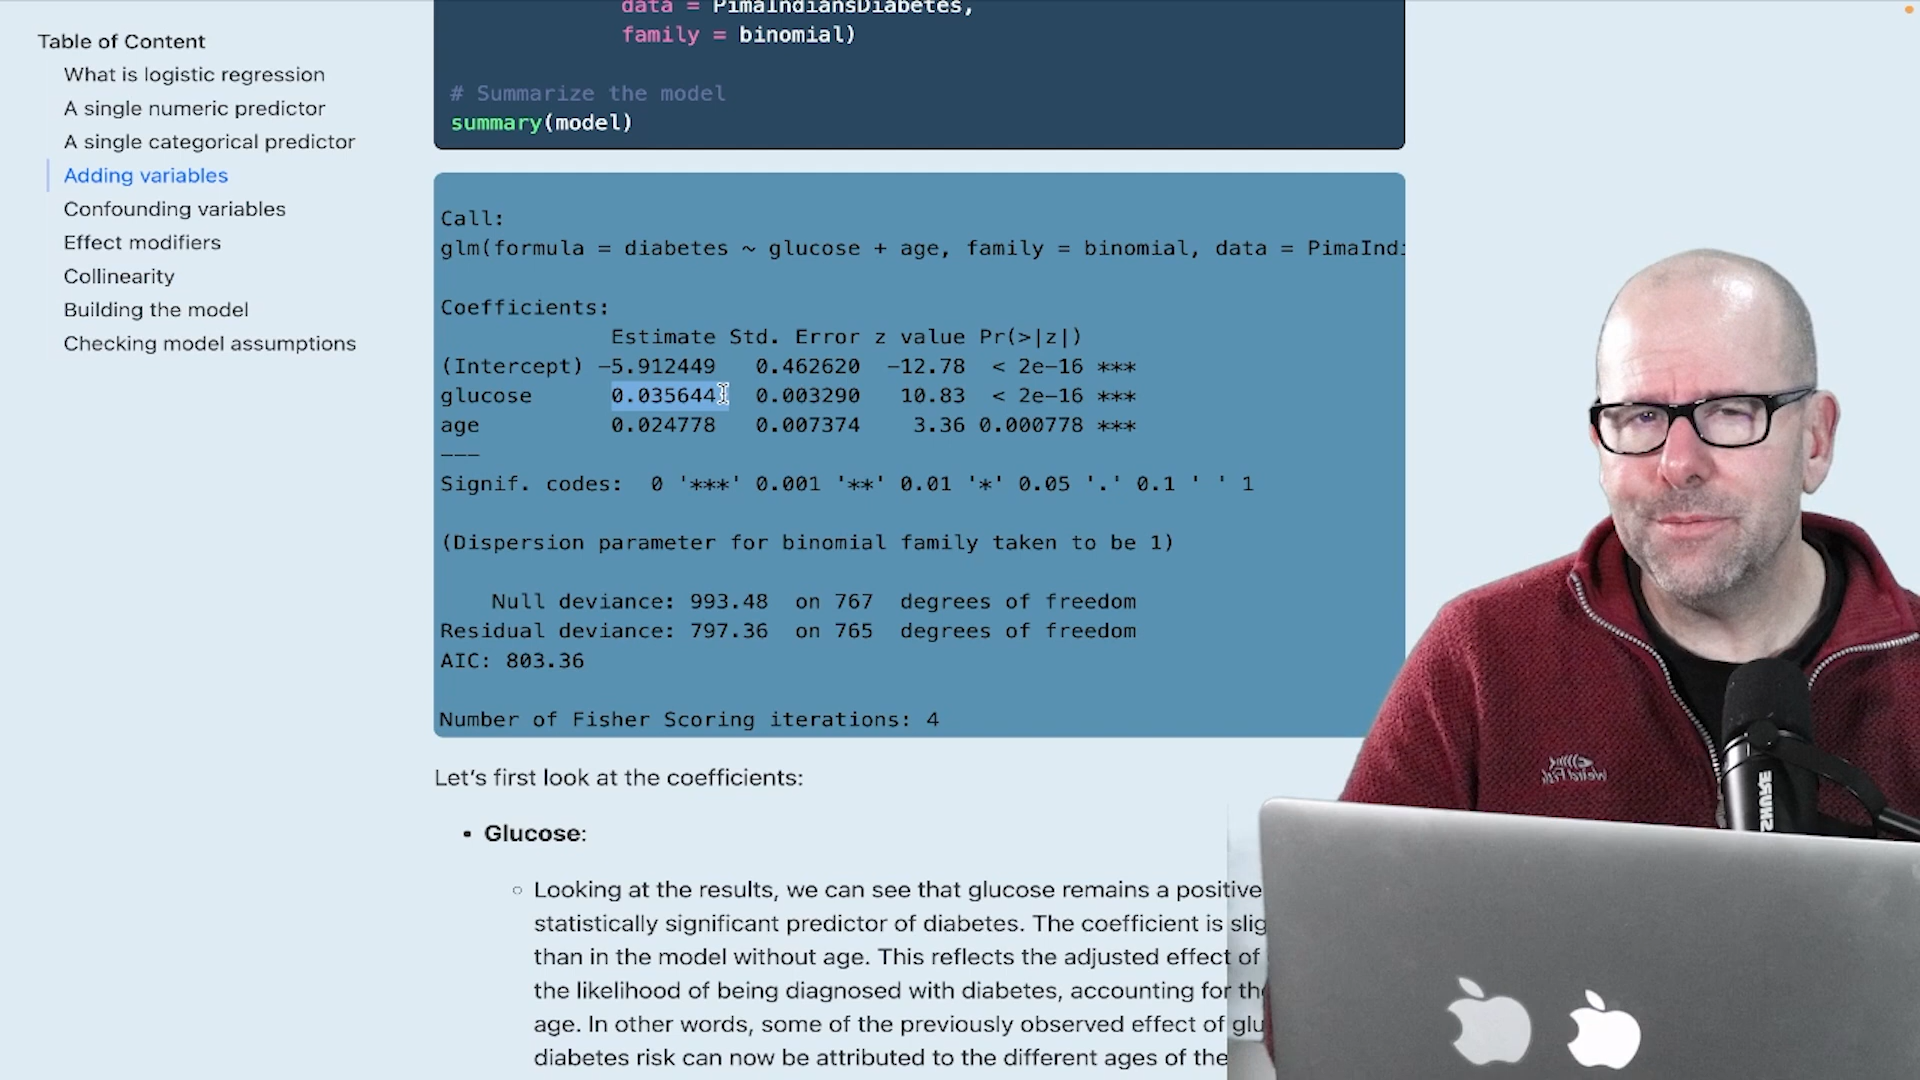 Table of Content
What is logistic regression
A single numeric predictor
A single categorical predictor
Adding variables
Confounding variables
Effect modifiers
Collinearity
Building the model
Checking model assumptions
data = PimaIndiansDiabetes,
family = binomial)
# Summarize the model
summary(model)
Call:
glm(formula = diabetes ~ glucose + age, family = binomial, data = PimaIndi
Coefficients:
Estimate Std. Error z value Pr(>|z|)
(Intercept) -5.912449 0.462620 -12.78 < 2e-16 ***
glucose 0.035644 0.003290 10.83 < 2e-16 ***
age 0.024778 0.007374 3.36 0.000778 ***
---
Signif. codes: 0 '***' 0.001 '**' 0.01 '*' 0.05 '.' 0.1 ' ' 1
(Dispersion parameter for binomial family taken to be 1)
Null deviance: 993.48 on 767 degrees of freedom
Residual deviance: 797.36 on 765 degrees of freedom
AIC: 803.36
Number of Fisher Scoring iterations: 4
Let's first look at the coefficients:
• Glucose:
○ Looking at the results, we can see that glucose remains a positive
statistically significant predictor of diabetes. The coefficient is slig
than in the model without age. This reflects the adjusted effect of
the likelihood of being diagnosed with diabetes, accounting for th
age. In other words, some of the previously observed effect of glu
diabetes risk can now be attributed to the different ages of the
Weird Fish
SHURE